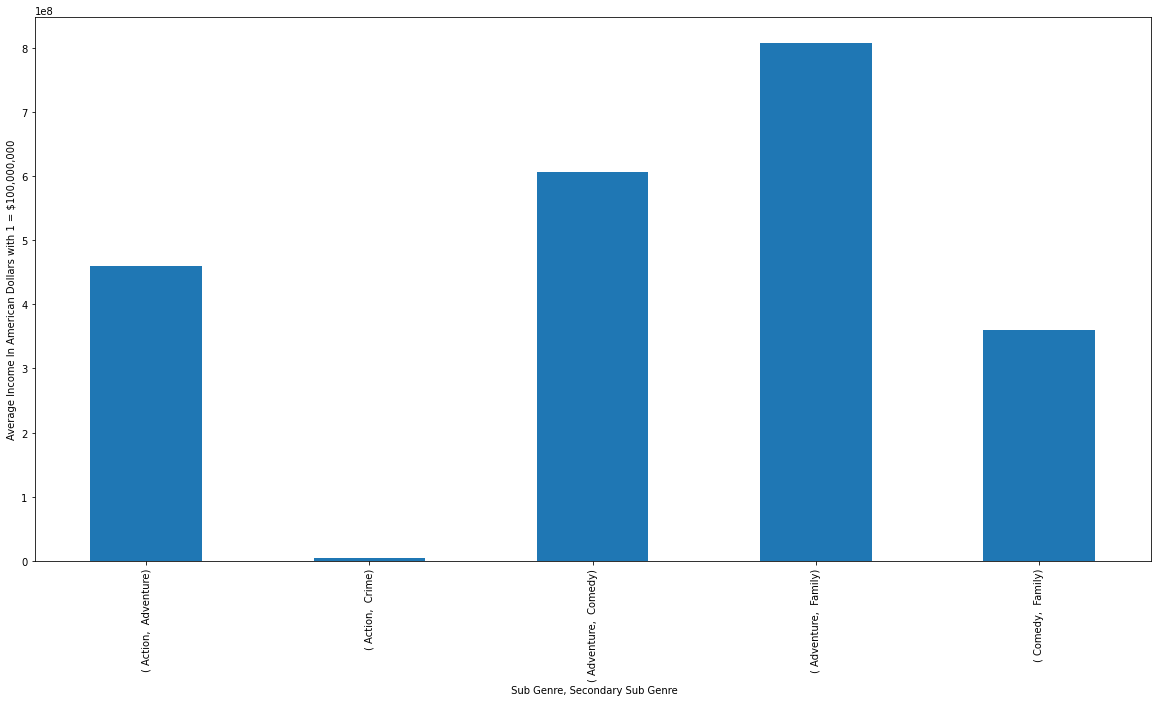 1e8
8
7
6
5
4
3
2
1
0
Average Income In American Dollars with 1 = $100,000,000
( Action,  Adventure)
( Action,  Crime)
( Adventure,  Comedy)
( Adventure,  Family)
( Comedy,  Family)
Sub Genre, Secondary Sub Genre